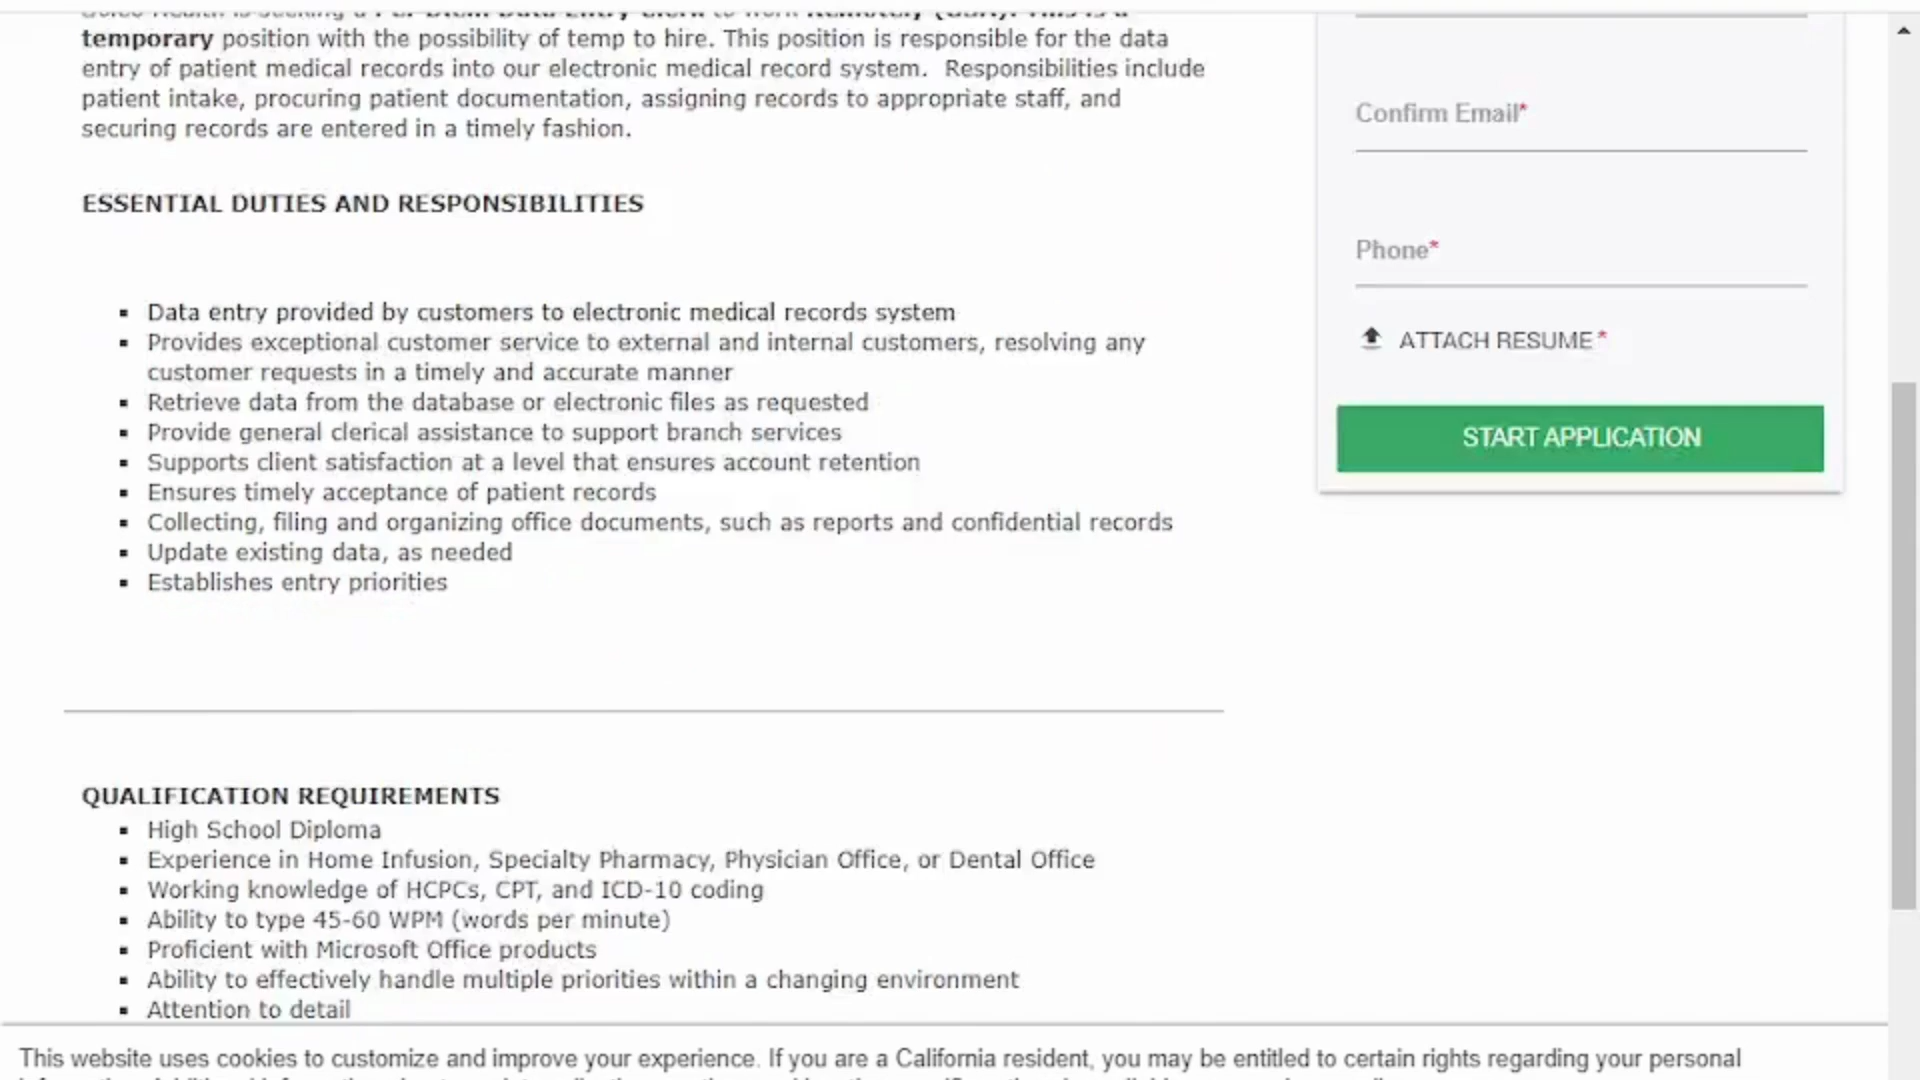 temporary position with the possibility of temp to hire. This position is responsible for the data
entry of patient medical records into our electronic medical record system.  Responsibilities include
patient intake, procuring patient documentation, assigning records to appropriate staff, and
securing records are entered in a timely fashion.
ESSENTIAL DUTIES AND RESPONSIBILITIES
▪ Data entry provided by customers to electronic medical records system
▪ Provides exceptional customer service to external and internal customers, resolving any
customer requests in a timely and accurate manner
▪ Retrieve data from the database or electronic files as requested
▪ Provide general clerical assistance to support branch services
▪ Supports client satisfaction at a level that ensures account retention
▪ Ensures timely acceptance of patient records
▪ Collecting, filing and organizing office documents, such as reports and confidential records
▪ Update existing data, as needed
▪ Establishes entry priorities
QUALIFICATION REQUIREMENTS
▪ High School Diploma
▪ Experience in Home Infusion, Specialty Pharmacy, Physician Office, or Dental Office
▪ Working knowledge of HCPCs, CPT, and ICD-10 coding
▪ Ability to type 45-60 WPM (words per minute)
▪ Proficient with Microsoft Office products
▪ Ability to effectively handle multiple priorities within a changing environment
▪ Attention to detail
Confirm Email*
Phone*
ATTACH RESUME *
START APPLICATION
This website uses cookies to customize and improve your experience. If you are a California resident, you may be entitled to certain rights regarding your personal